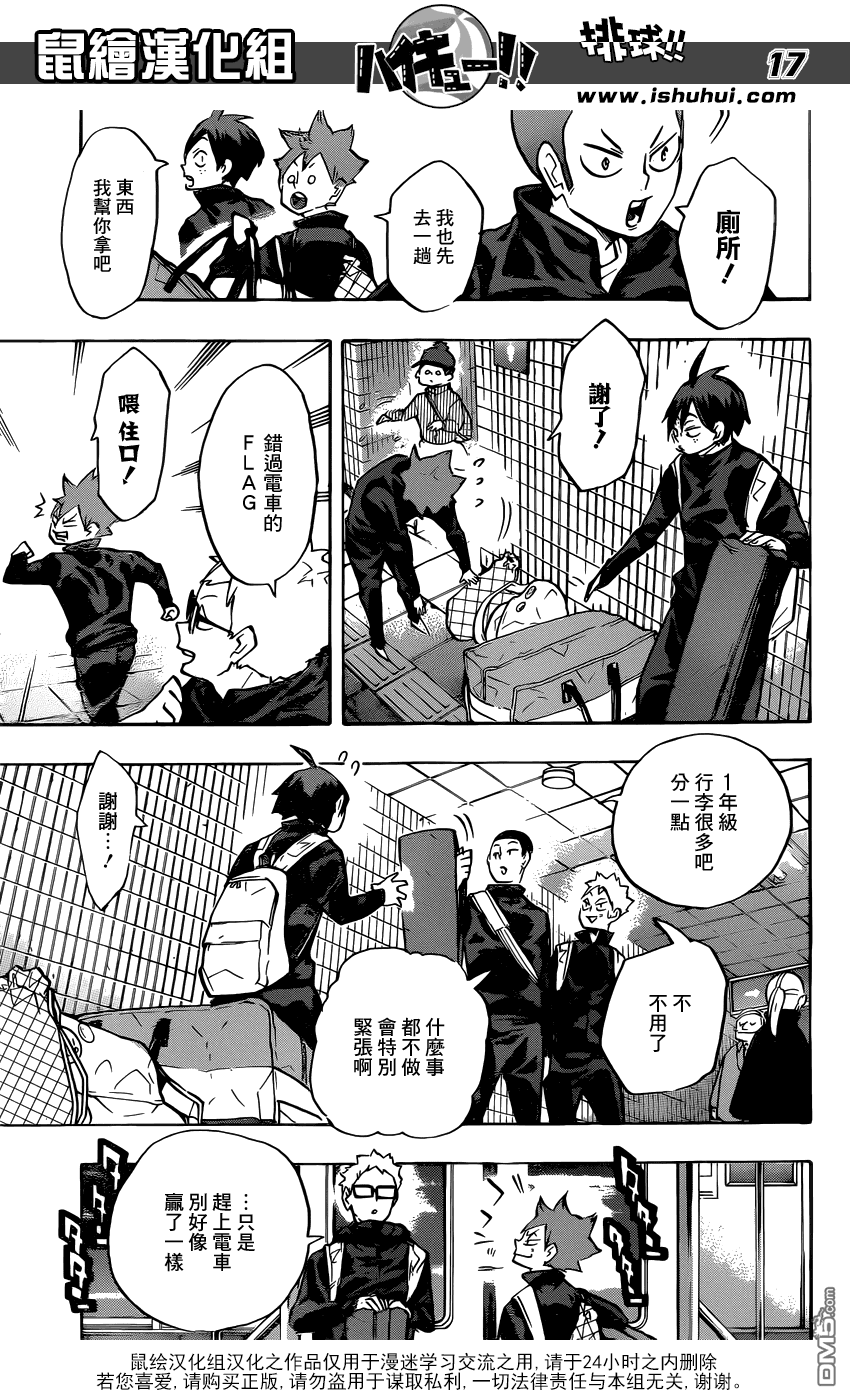 鼠繪漢化組
ハイキュー!!
排球!!
17
www.ishuhui.com
廁所!
我也先
去一趟
東西
我幫你拿吧
謝了!
錯過電車的
FLAG
喂 住口!
1年級
行李很多吧
分一點
不
不用了
謝謝…!
什麼事
都不做
會特別
緊張啊
…只是
趕上電車
別好像
贏了一樣
鼠绘汉化组汉化之作品仅用于漫迷学习交流之用, 请于24小时之内删除
若您喜爱, 请购买正版, 请勿盗用于谋取私利, 一切法律责任与本组无关, 谢谢。
DM5.com